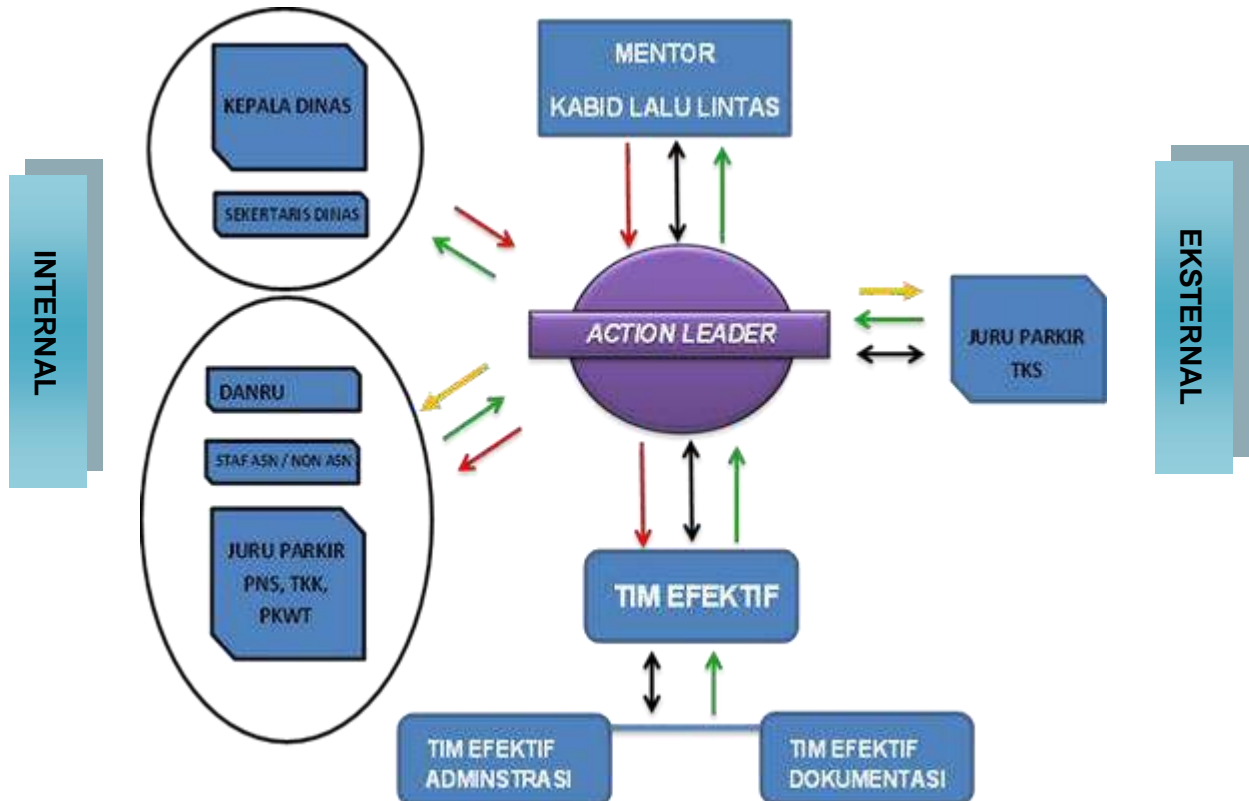 INTERNAL
KEPALA DINAS
SEKERTARIS DINAS
DANRU
STAF ASN / NON ASN
JURU PARKIR
PNS, TKK,
PKWT
MENTOR
KABID LALU LINTAS
ACTION LEADER
TIM EFEKTIF
TIM EFEKTIF
ADMINSTRASI
TIM EFEKTIF
DOKUMENTASI
JURU PARKIR
TKS
EKSTERNAL